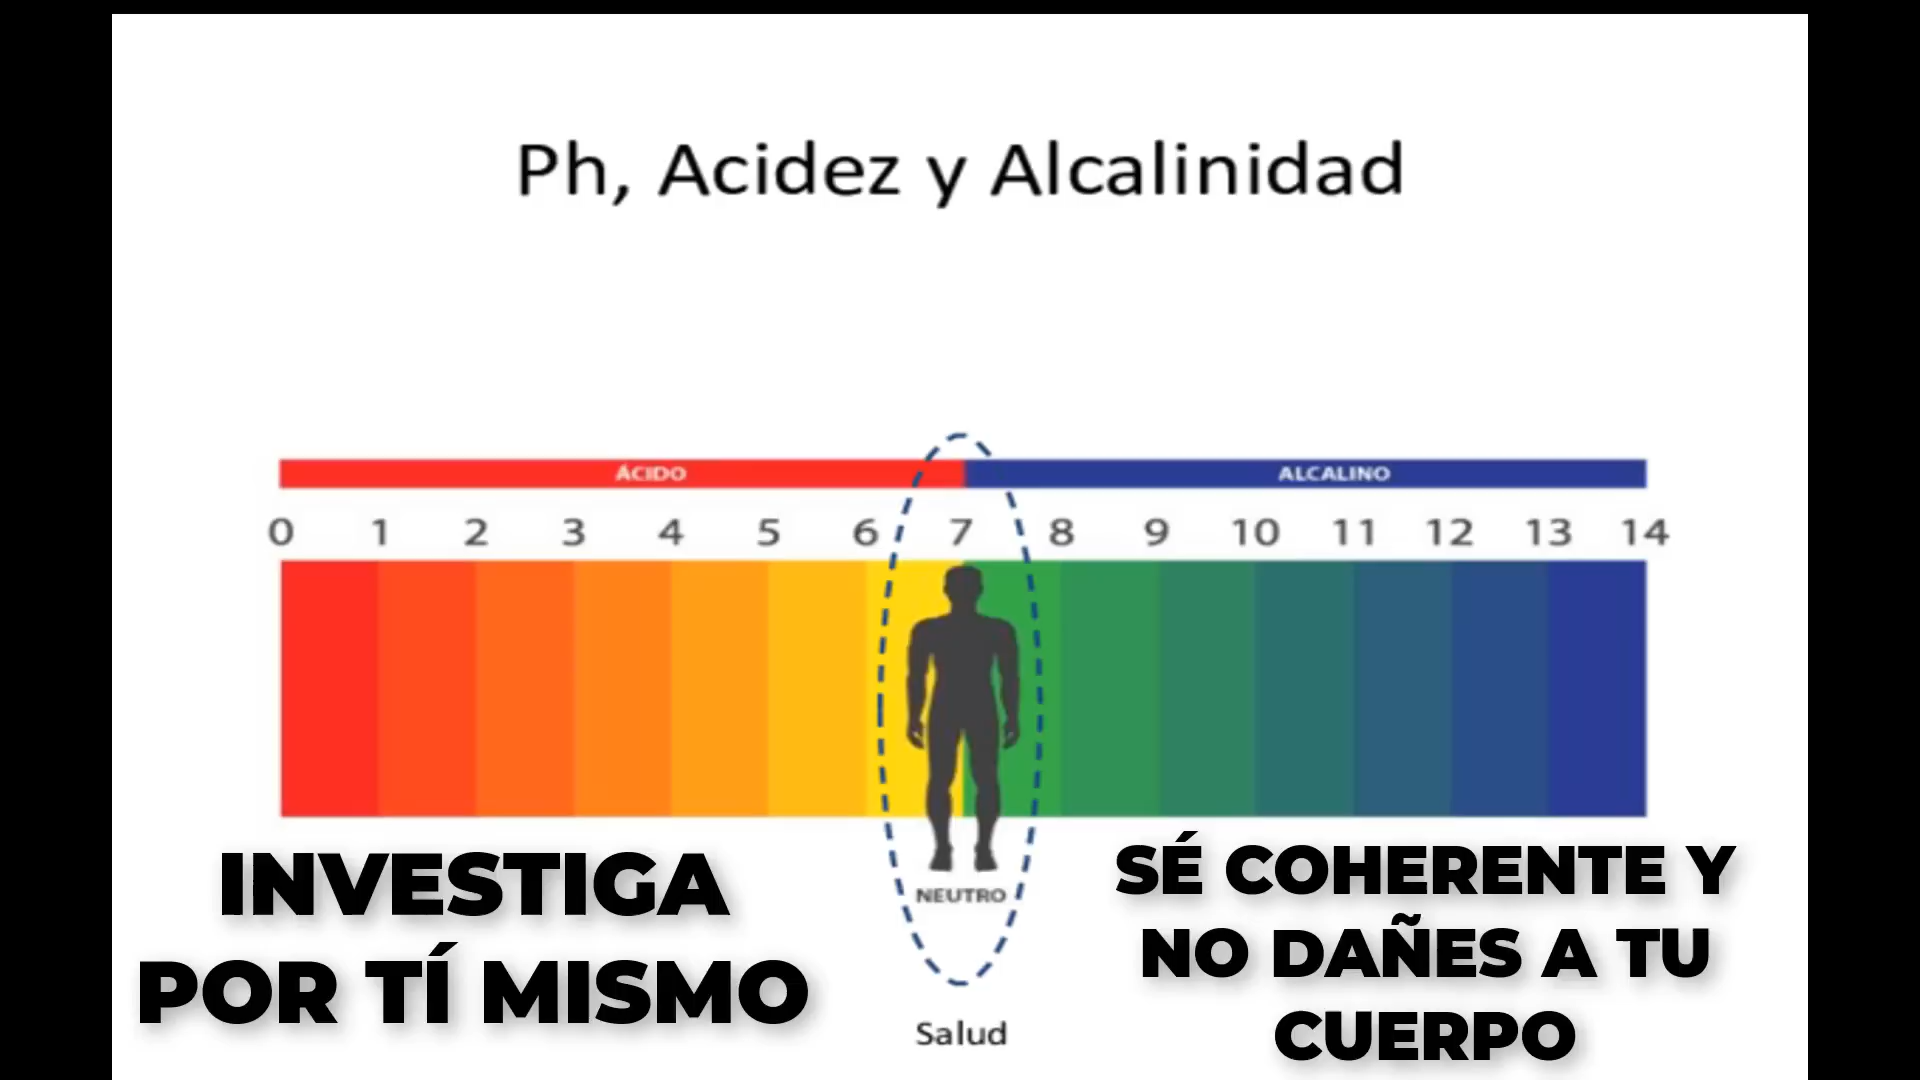 Ph, Acidez y Alcalinidad
ÁCIDO ALCALINO
0 1 2 3 4 5 6 7 8 9 10 11 12 13 14
NEUTRO
Salud
INVESTIGA
POR TÍ MISMO
SÉ COHERENTE Y
NO DAÑES A TU
CUERPO